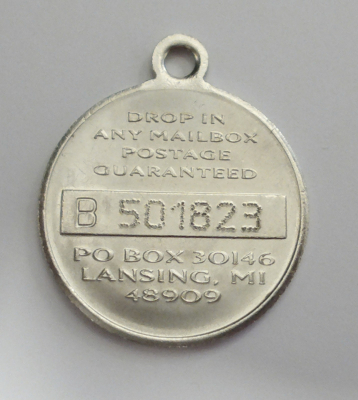 DROP IN
ANY MAILBOX
POSTAGE
GUARANTEED
B 501823
PO BOX 30146
LANSING, MI
48909